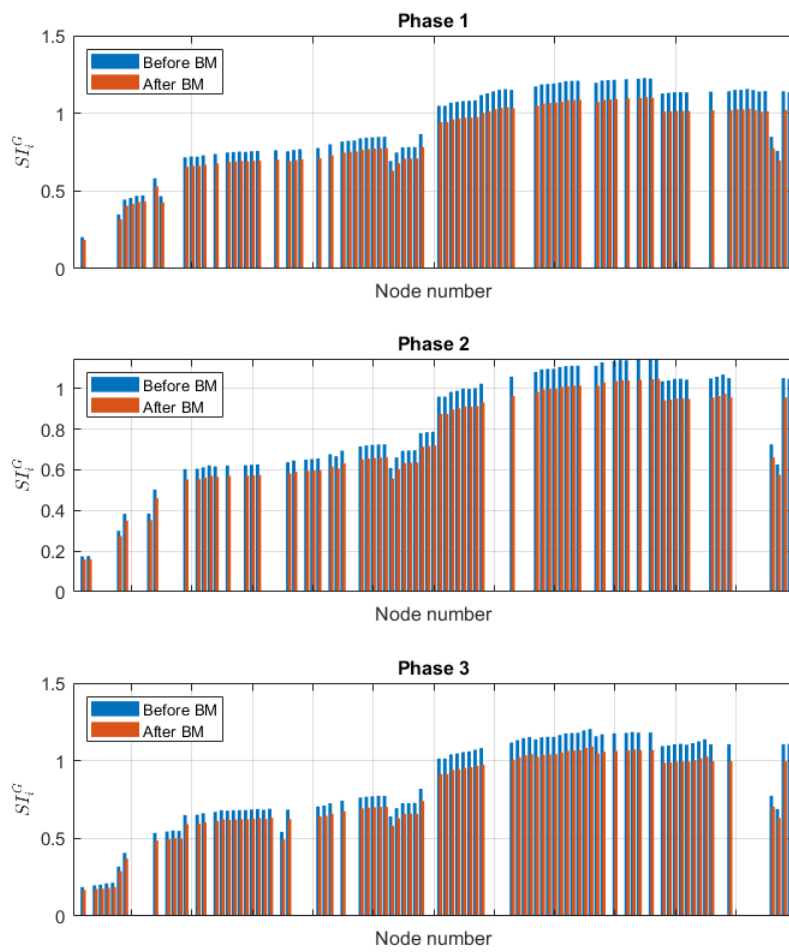 Phase 1
1.5
Before BM
After BM
1
0.5
0
SI_i^G
Node number
Phase 2
Before BM
After BM
1
0.8
0.6
0.4
0.2
0
SI_i^G
Node number
Phase 3
1.5
Before BM
After BM
1
0.5
0
SI_i^G
Node number